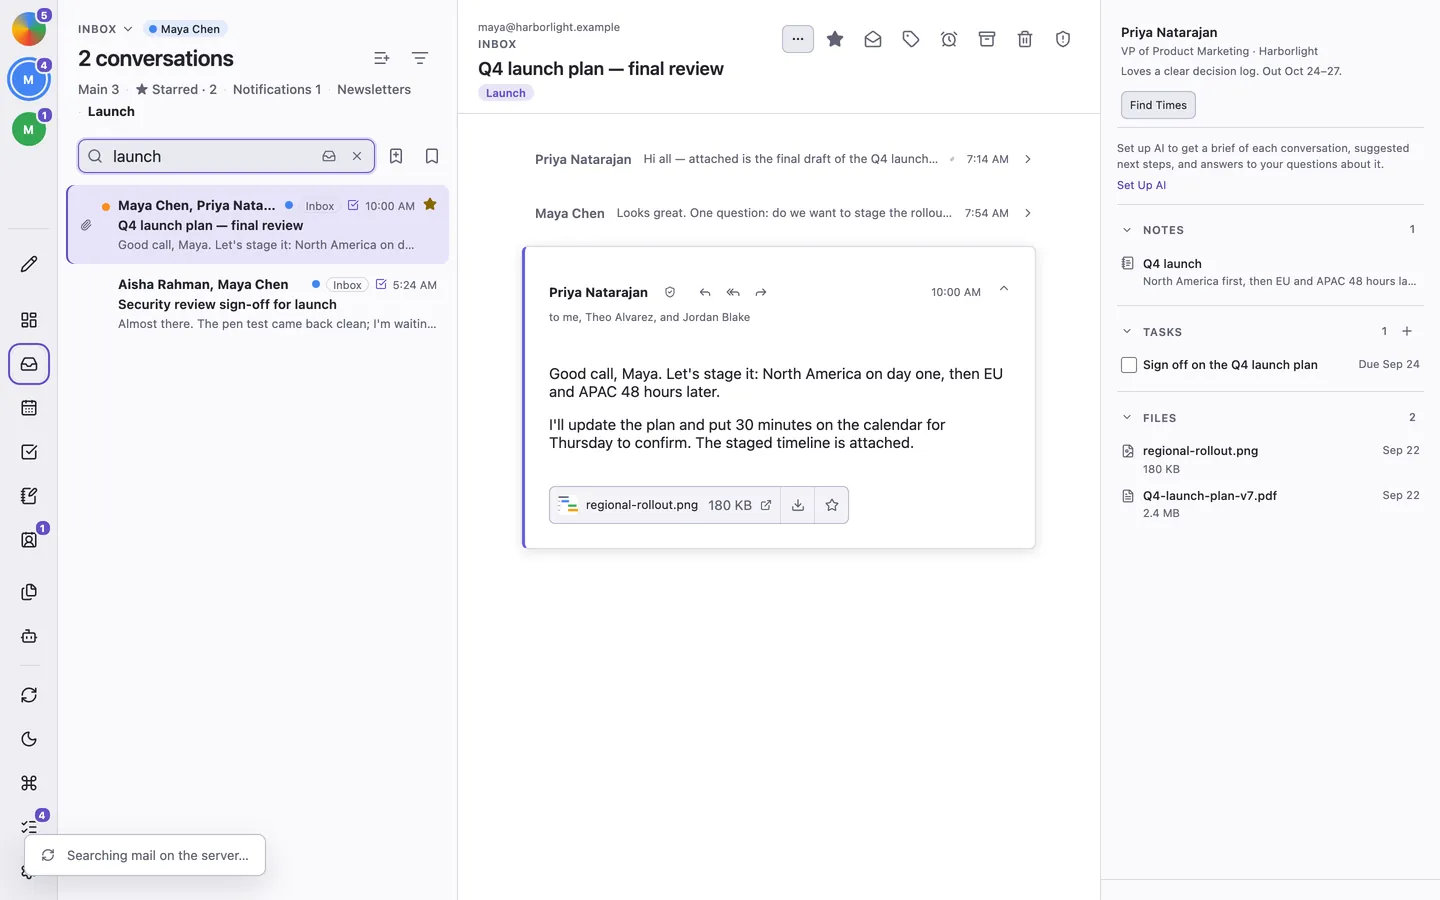 5
M
4
M
1
1
4
INBOX
Maya Chen
2 conversations
Main 3 · ★ Starred · 2 · Notifications 1 · Newsletters
· Launch
launch
Maya Chen, Priya Nata... Inbox 10:00 AM
Q4 launch plan — final review
Good call, Maya. Let's stage it: North America on d...
Aisha Rahman, Maya Chen Inbox 5:24 AM
Security review sign-off for launch
Almost there. The pen test came back clean; I'm waitin...
Searching mail on the server...
maya@harborlight.example
INBOX
Q4 launch plan — final review
Launch
Priya Natarajan Hi all — attached is the final draft of the Q4 launch... 7:14 AM
Maya Chen Looks great. One question: do we want to stage the rollou... 7:54 AM
Priya Natarajan 10:00 AM
to me, Theo Alvarez, and Jordan Blake
Good call, Maya. Let's stage it: North America on day one, then EU
and APAC 48 hours later.
I'll update the plan and put 30 minutes on the calendar for
Thursday to confirm. The staged timeline is attached.
regional-rollout.png 180 KB
Priya Natarajan
VP of Product Marketing · Harborlight
Loves a clear decision log. Out Oct 24–27.
Find Times
Set up AI to get a brief of each conversation, suggested
next steps, and answers to your questions about it.
Set Up AI
NOTES 1
Q4 launch
North America first, then EU and APAC 48 hours la...
TASKS 1
Sign off on the Q4 launch plan Due Sep 24
FILES 2
regional-rollout.png Sep 22
180 KB
Q4-launch-plan-v7.pdf Sep 22
2.4 MB